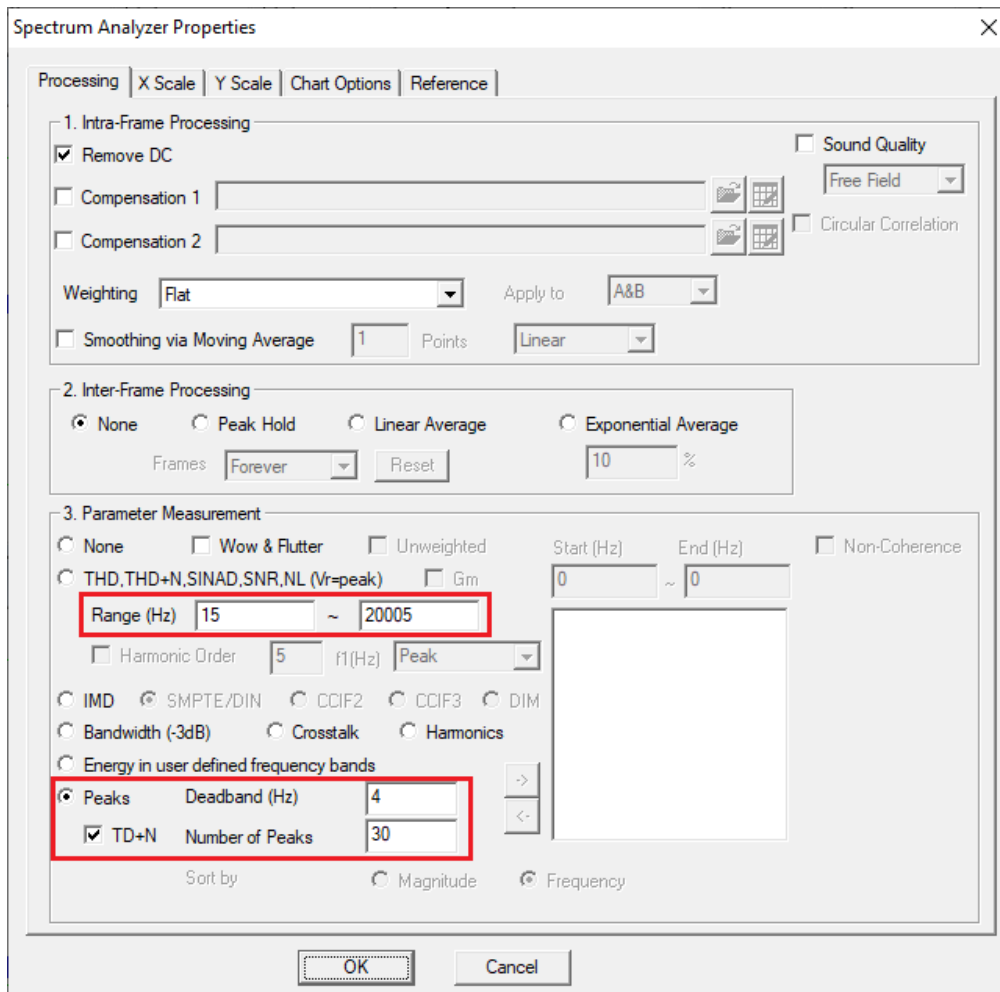 Spectrum Analyzer Properties
Processing X Scale Y Scale Chart Options Reference
1. Intra-Frame Processing
Remove DC
Sound Quality
Free Field
Compensation 1
Circular Correlation
Compensation 2
Weighting Flat Apply to A&B
Smoothing via Moving Average 1 Points Linear
2. Inter-Frame Processing
None Peak Hold Linear Average Exponential Average
Frames Forever Reset 10 %
3. Parameter Measurement
None Wow & Flutter Unweighted Start (Hz) End (Hz) Non-Coherence
THD,THD+N,SINAD,SNR,NL (Vr=peak) Gm 0 ~ 0
Range (Hz) 15 ~ 20005
Harmonic Order 5 f1(Hz) Peak
IMD SMPTE/DIN CCIF2 CCIF3 DIM
Bandwidth (-3dB) Crosstalk Harmonics
Energy in user defined frequency bands
->
Peaks Deadband (Hz) 4
<-
TD+N Number of Peaks 30
Sort by Magnitude Frequency
OK Cancel